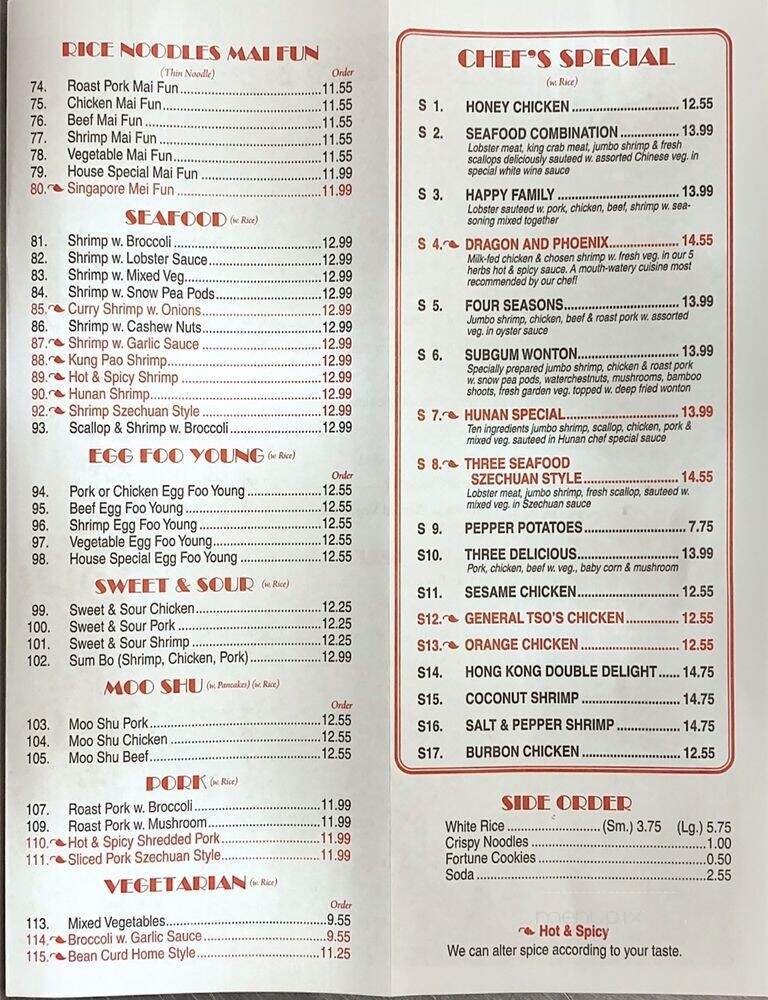 RICE NOODLES MAI FUN
(Thin Noodle) Order
74. Roast Pork Mai Fun 11.55
75. Chicken Mai Fun 11.55
76. Beef Mai Fun 11.55
77. Shrimp Mai Fun 11.55
78. Vegetable Mai Fun 11.55
79. House Special Mai Fun 11.99
80. Singapore Mei Fun 11.99
SEAFOOD (w. Rice)
81. Shrimp w. Broccoli 12.99
82. Shrimp w. Lobster Sauce 12.99
83. Shrimp w. Mixed Veg. 12.99
84. Shrimp w. Snow Pea Pods 12.99
85. Curry Shrimp w. Onions 12.99
86. Shrimp w. Cashew Nuts 12.99
87. Shrimp w. Garlic Sauce 12.99
88. Kung Pao Shrimp 12.99
89. Hot & Spicy Shrimp 12.99
90. Hunan Shrimp 12.99
92. Shrimp Szechuan Style 12.99
93. Scallop & Shrimp w. Broccoli 12.99
EGG FOO YOUNG (w. Rice)
Order
94. Pork or Chicken Egg Foo Young 12.55
95. Beef Egg Foo Young 12.55
96. Shrimp Egg Foo Young 12.55
97. Vegetable Egg Foo Young 12.55
98. House Special Egg Foo Young 12.55
SWEET & SOUR (w. Rice)
99. Sweet & Sour Chicken 12.25
100. Sweet & Sour Pork 12.25
101. Sweet & Sour Shrimp 12.25
102. Sum Bo (Shrimp, Chicken, Pork) 12.99
MOO SHU (w. Pancakes) (w. Rice)
Order
103. Moo Shu Pork 12.55
104. Moo Shu Chicken 12.55
105. Moo Shu Beef 12.55
PORK (w. Rice)
107. Roast Pork w. Broccoli 11.99
109. Roast Pork w. Mushroom 11.99
110. Hot & Spicy Shredded Pork 11.99
111. Sliced Pork Szechuan Style 11.99
VEGETARIAN (w. Rice)
Order
113. Mixed Vegetables 9.55
114. Broccoli w. Garlic Sauce 9.55
115. Bean Curd Home Style 11.25
CHEF'S SPECIAL
(w. Rice)
S 1. HONEY CHICKEN 12.55
S 2. SEAFOOD COMBINATION 13.99
Lobster meat, king crab meat, jumbo shrimp & fresh
scallops deliciously sauteed w. assorted Chinese veg. in
special white wine sauce
S 3. HAPPY FAMILY 13.99
Lobster sauteed w. pork, chicken, beef, shrimp w. sea-
soning mixed together
S 4. DRAGON AND PHOENIX 14.55
Milk-fed chicken & chosen shrimp w. fresh veg. in our 5
herbs hot & spicy sauce. A mouth-watery cuisine most
recommended by our chef!
S 5. FOUR SEASONS 13.99
Jumbo shrimp, chicken, beef & roast pork w. assorted
veg. in oyster sauce
S 6. SUBGUM WONTON 13.99
Specially prepared jumbo shrimp, chicken & roast pork
w. snow pea pods, waterchestnuts, mushrooms, bamboo
shoots, fresh garden veg. topped w. deep fried wonton
S 7. HUNAN SPECIAL 13.99
Ten ingredients jumbo shrimp, scallop, chicken, pork &
mixed veg. sauteed in Hunan chef special sauce
S 8. THREE SEAFOOD
SZECHUAN STYLE 14.55
Lobster meat, jumbo shrimp, fresh scallop, sauteed w.
mixed veg. in Szechuan sauce
S 9. PEPPER POTATOES 7.75
S10. THREE DELICIOUS 13.99
Pork, chicken, beef w. veg., baby corn & mushroom
S11. SESAME CHICKEN 12.55
S12. GENERAL TSO'S CHICKEN 12.55
S13. ORANGE CHICKEN 12.55
S14. HONG KONG DOUBLE DELIGHT 14.75
S15. COCONUT SHRIMP 14.75
S16. SALT & PEPPER SHRIMP 14.75
S17. BURBON CHICKEN 12.55
SIDE ORDER
White Rice (Sm.) 3.75 (Lg.) 5.75
Crispy Noodles 1.00
Fortune Cookies 0.50
Soda 2.55
Hot & Spicy
We can alter spice according to your taste.